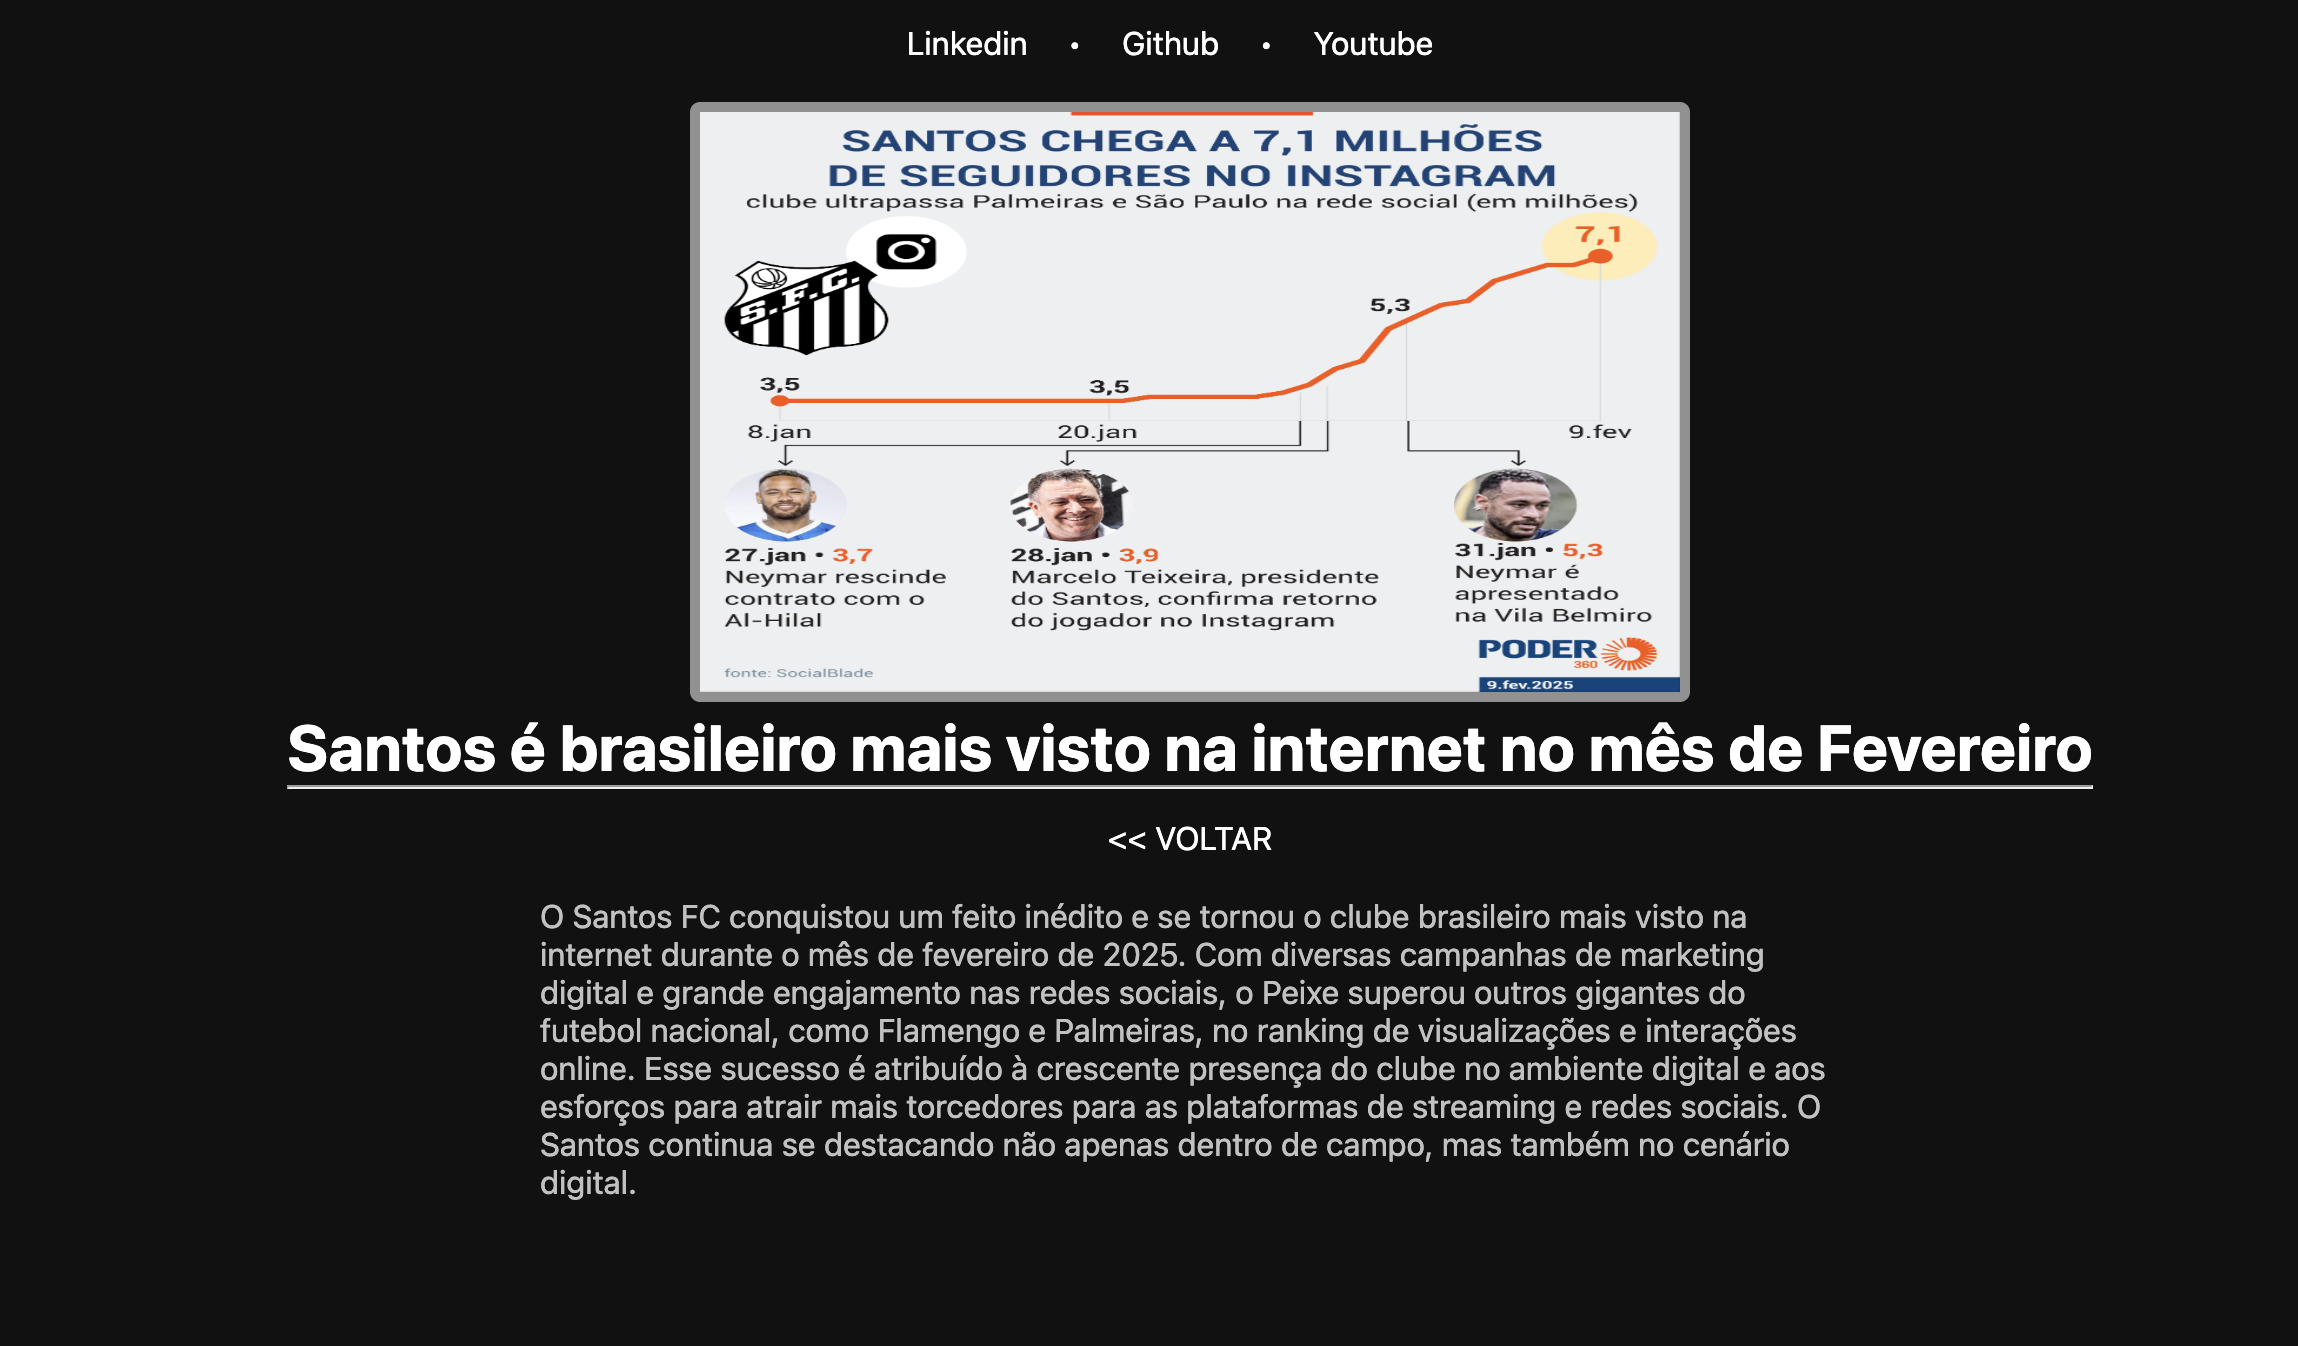 Linkedin • Github • Youtube
SANTOS CHEGA A 7,1 MILHÕES
DE SEGUIDORES NO INSTAGRAM
clube ultrapassa Palmeiras e São Paulo na rede social (em milhões)
7,1
S.F.C.
5,3
3,5
3,5
8.jan
20.jan
9.fev
27.jan • 3,7
Neymar rescinde
contrato com o
Al-Hilal
28.jan • 3,9
Marcelo Teixeira, presidente
do Santos, confirma retorno
do jogador no Instagram
31.jan • 5,3
Neymar é
apresentado
na Vila Belmiro
PODER
360
fonte: SocialBlade
9.fev.2025
Santos é brasileiro mais visto na internet no mês de Fevereiro
<< VOLTAR
O Santos FC conquistou um feito inédito e se tornou o clube brasileiro mais visto na
internet durante o mês de fevereiro de 2025. Com diversas campanhas de marketing
digital e grande engajamento nas redes sociais, o Peixe superou outros gigantes do
futebol nacional, como Flamengo e Palmeiras, no ranking de visualizações e interações
online. Esse sucesso é atribuído à crescente presença do clube no ambiente digital e aos
esforços para atrair mais torcedores para as plataformas de streaming e redes sociais. O
Santos continua se destacando não apenas dentro de campo, mas também no cenário
digital.